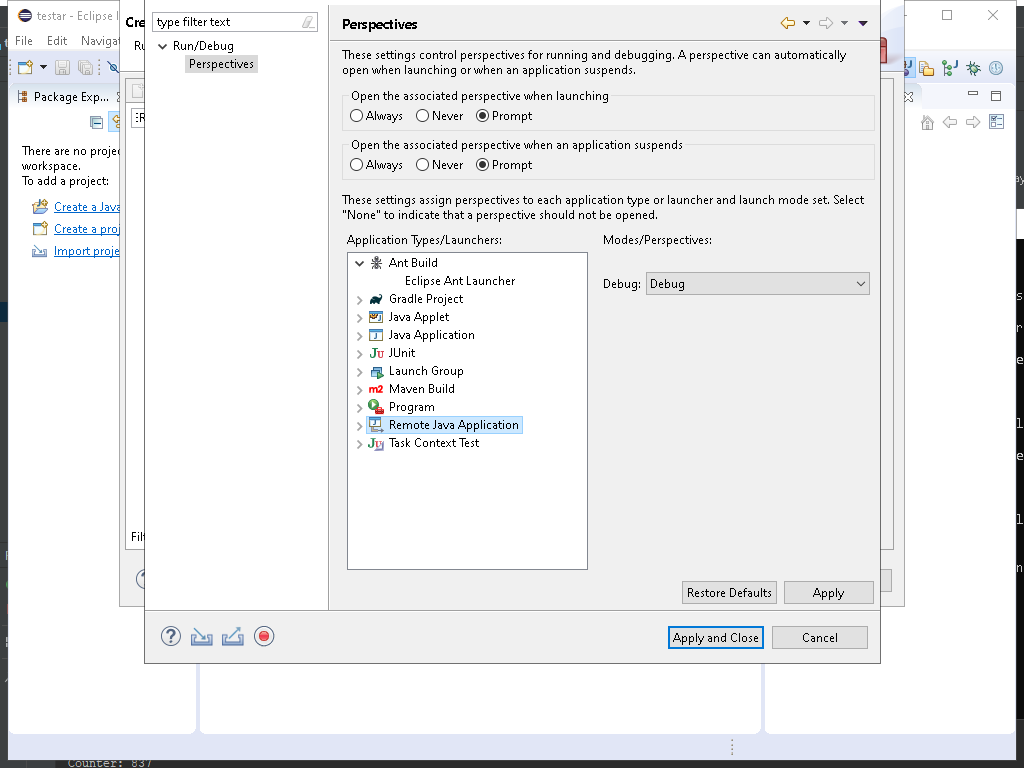 testar - Eclipse I
File Edit Navigat
Package Exp...
There are no projec
workspace.
To add a project:
Create a Java
Create a proj
Import proje
Cre
Ru
Filt
type filter text
Run/Debug
Perspectives
Perspectives
These settings control perspectives for running and debugging. A perspective can automatically
open when launching or when an application suspends.
Open the associated perspective when launching
Always Never Prompt
Open the associated perspective when an application suspends
Always Never Prompt
These settings assign perspectives to each application type or launcher and launch mode set. Select
"None" to indicate that a perspective should not be opened.
Application Types/Launchers:
Modes/Perspectives:
Ant Build
Eclipse Ant Launcher
Gradle Project
Java Applet
Java Application
JUnit
Launch Group
Maven Build
Program
Remote Java Application
Task Context Test
Debug: Debug
Restore Defaults Apply
Apply and Close Cancel
Counter: 837